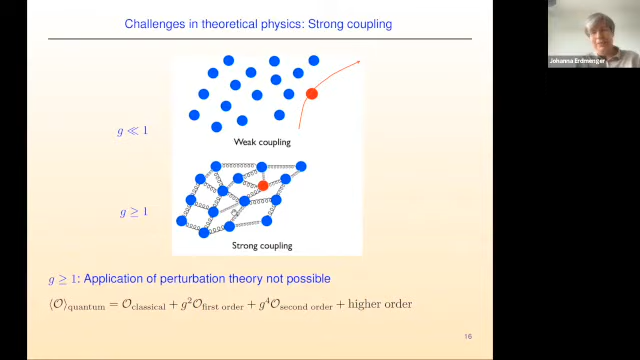 Challenges in theoretical physics: Strong coupling
Johanna Erdmenger
g ≪ 1
Weak coupling
g ≥ 1
Strong coupling
g ≥ 1: Application of perturbation theory not possible
⟨𝒪⟩quantum = 𝒪classical + g²𝒪first order + g⁴𝒪second order + higher order
16